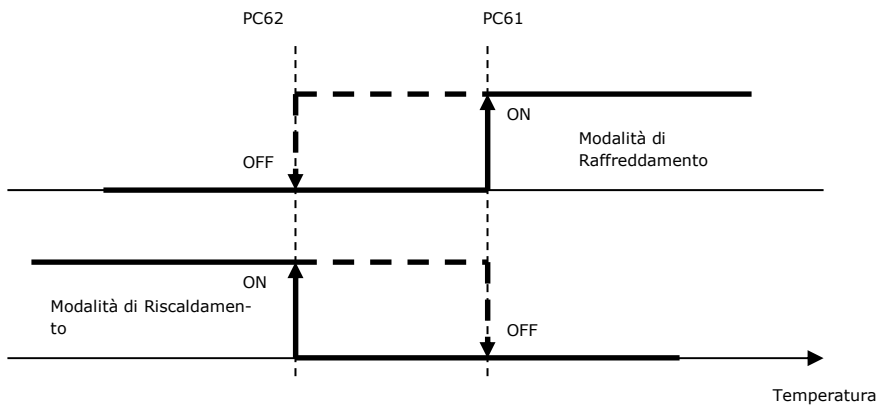 PC62
PC61
ON
Modalità di
Raffreddamento
OFF
ON
Modalità di Riscaldamen-
to
OFF
Temperatura